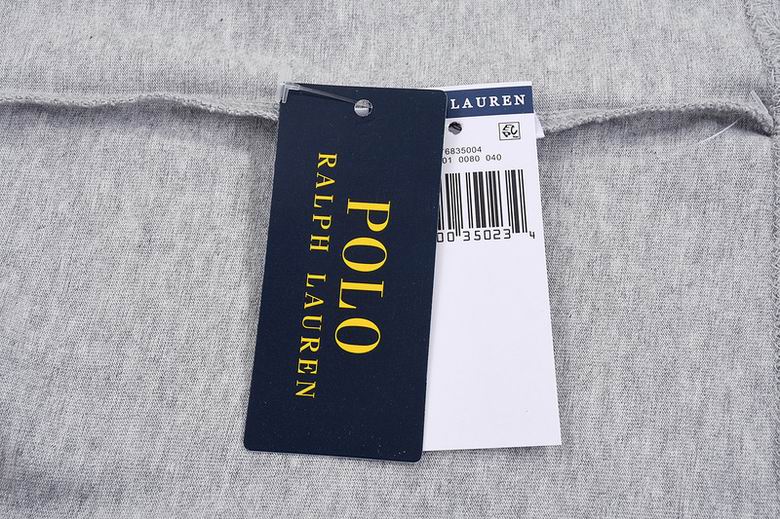 POLO
RALPH LAUREN
LAUREN
76835004
01 0080 040
00 35023 4